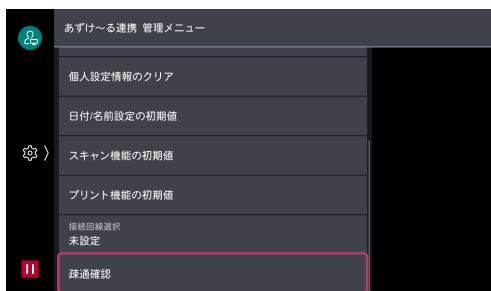 あずけ〜る連携 管理メニュー
個人設定情報のクリア
日付/名前設定の初期値
スキャン機能の初期値
プリント機能の初期値
接続回線選択
未設定
疎通確認